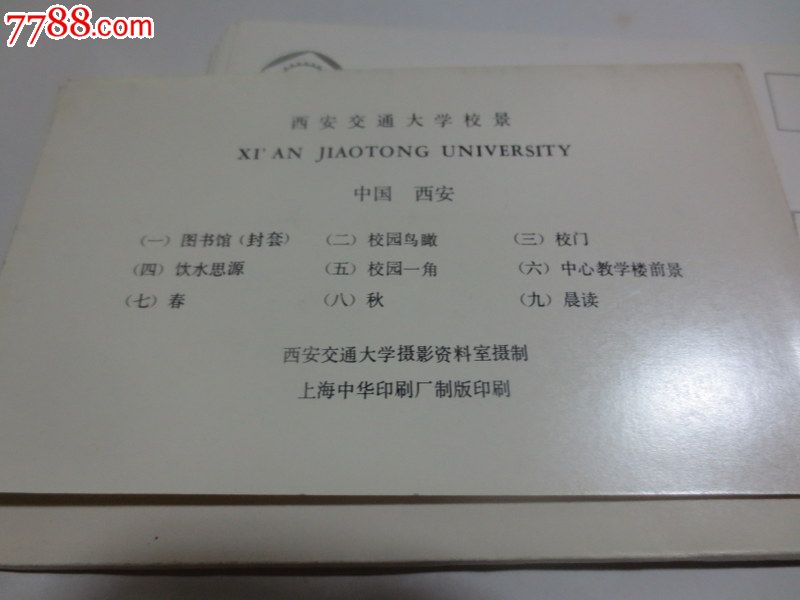 7788.com
西安交通大学校景
XI'AN JIAOTONG UNIVERSITY
中国 西安
(一) 图书馆(封套) (二) 校园鸟瞰 (三) 校门
(四) 饮水思源 (五) 校园一角 (六) 中心教学楼前景
(七) 春 (八) 秋 (九) 晨读
西安交通大学摄影资料室摄制
上海中华印刷厂制版印刷